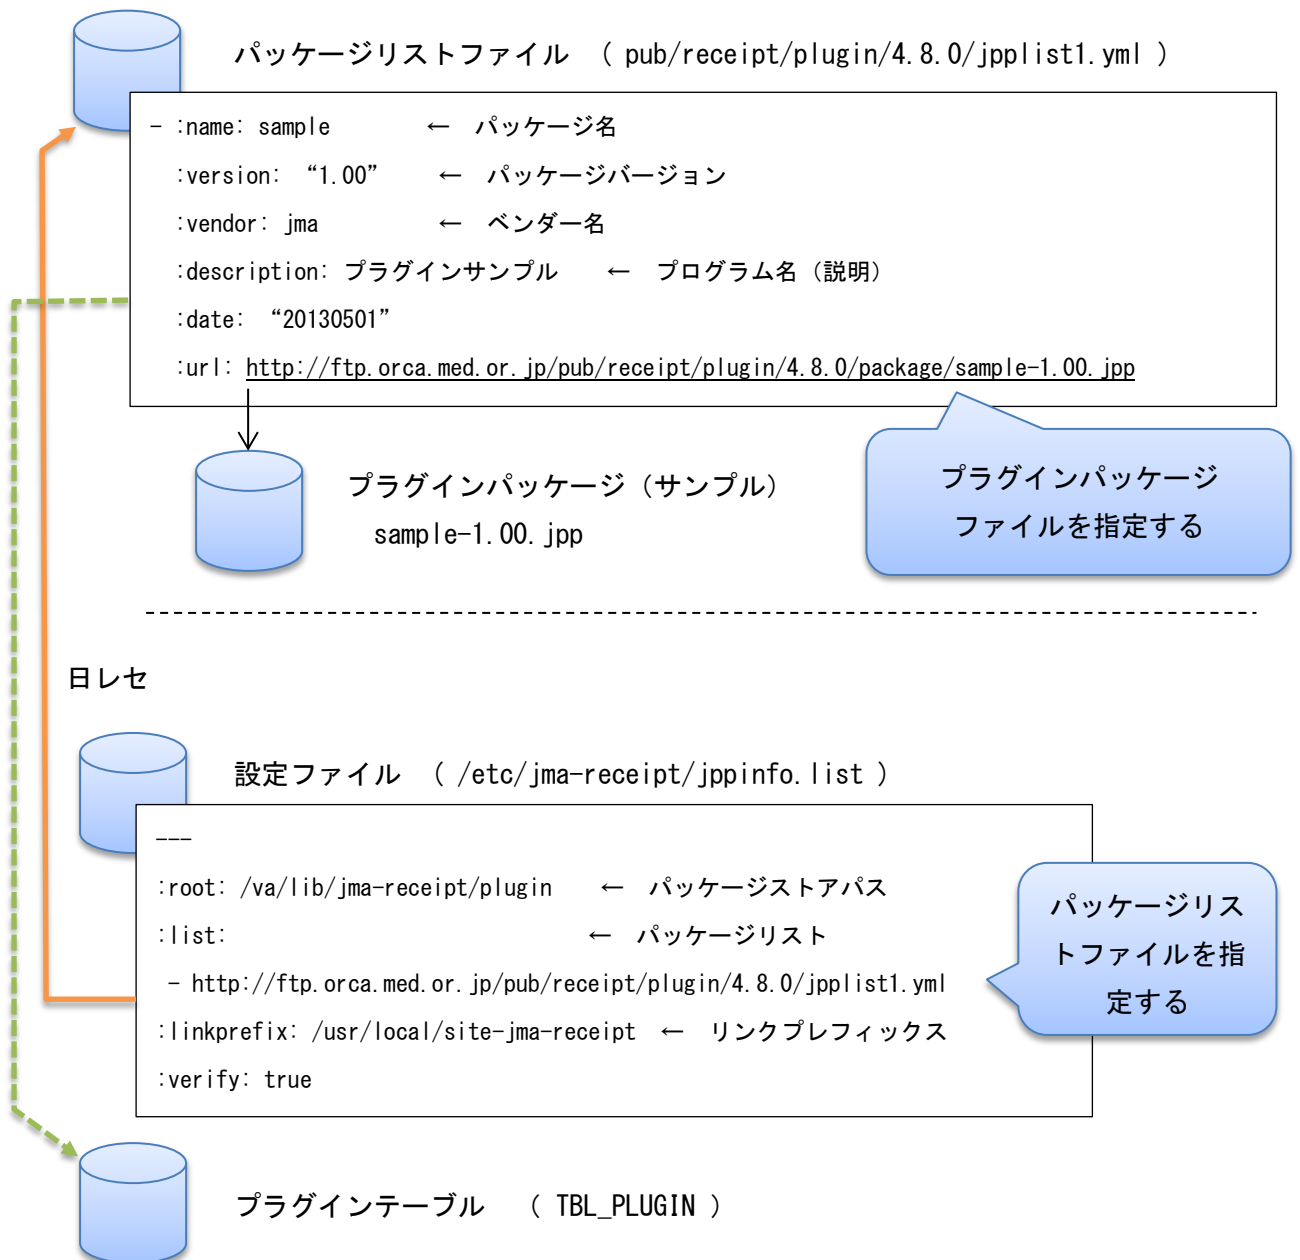 パッケージリストファイル （ pub/receipt/plugin/4.8.0/jpplist1.yml ）
- :name: sample ← パッケージ名
:version: “1.00” ← パッケージバージョン
:vendor: jma ← ベンダー名
:description: プラグインサンプル ← プログラム名（説明）
:date: “20130501”
:url: http://ftp.orca.med.or.jp/pub/receipt/plugin/4.8.0/package/sample-1.00.jpp
プラグインパッケージ
ファイルを指定する
プラグインパッケージ（サンプル）
sample-1.00.jpp
日レセ
設定ファイル （ /etc/jma-receipt/jppinfo.list ）
---
:root: /va/lib/jma-receipt/plugin ← パッケージストアパス
:list: ← パッケージリスト
- http://ftp.orca.med.or.jp/pub/receipt/plugin/4.8.0/jpplist1.yml
:linkprefix: /usr/local/site-jma-receipt ← リンクプレフィックス
:verify: true
パッケージリス
トファイルを指
定する
プラグインテーブル （ TBL_PLUGIN ）